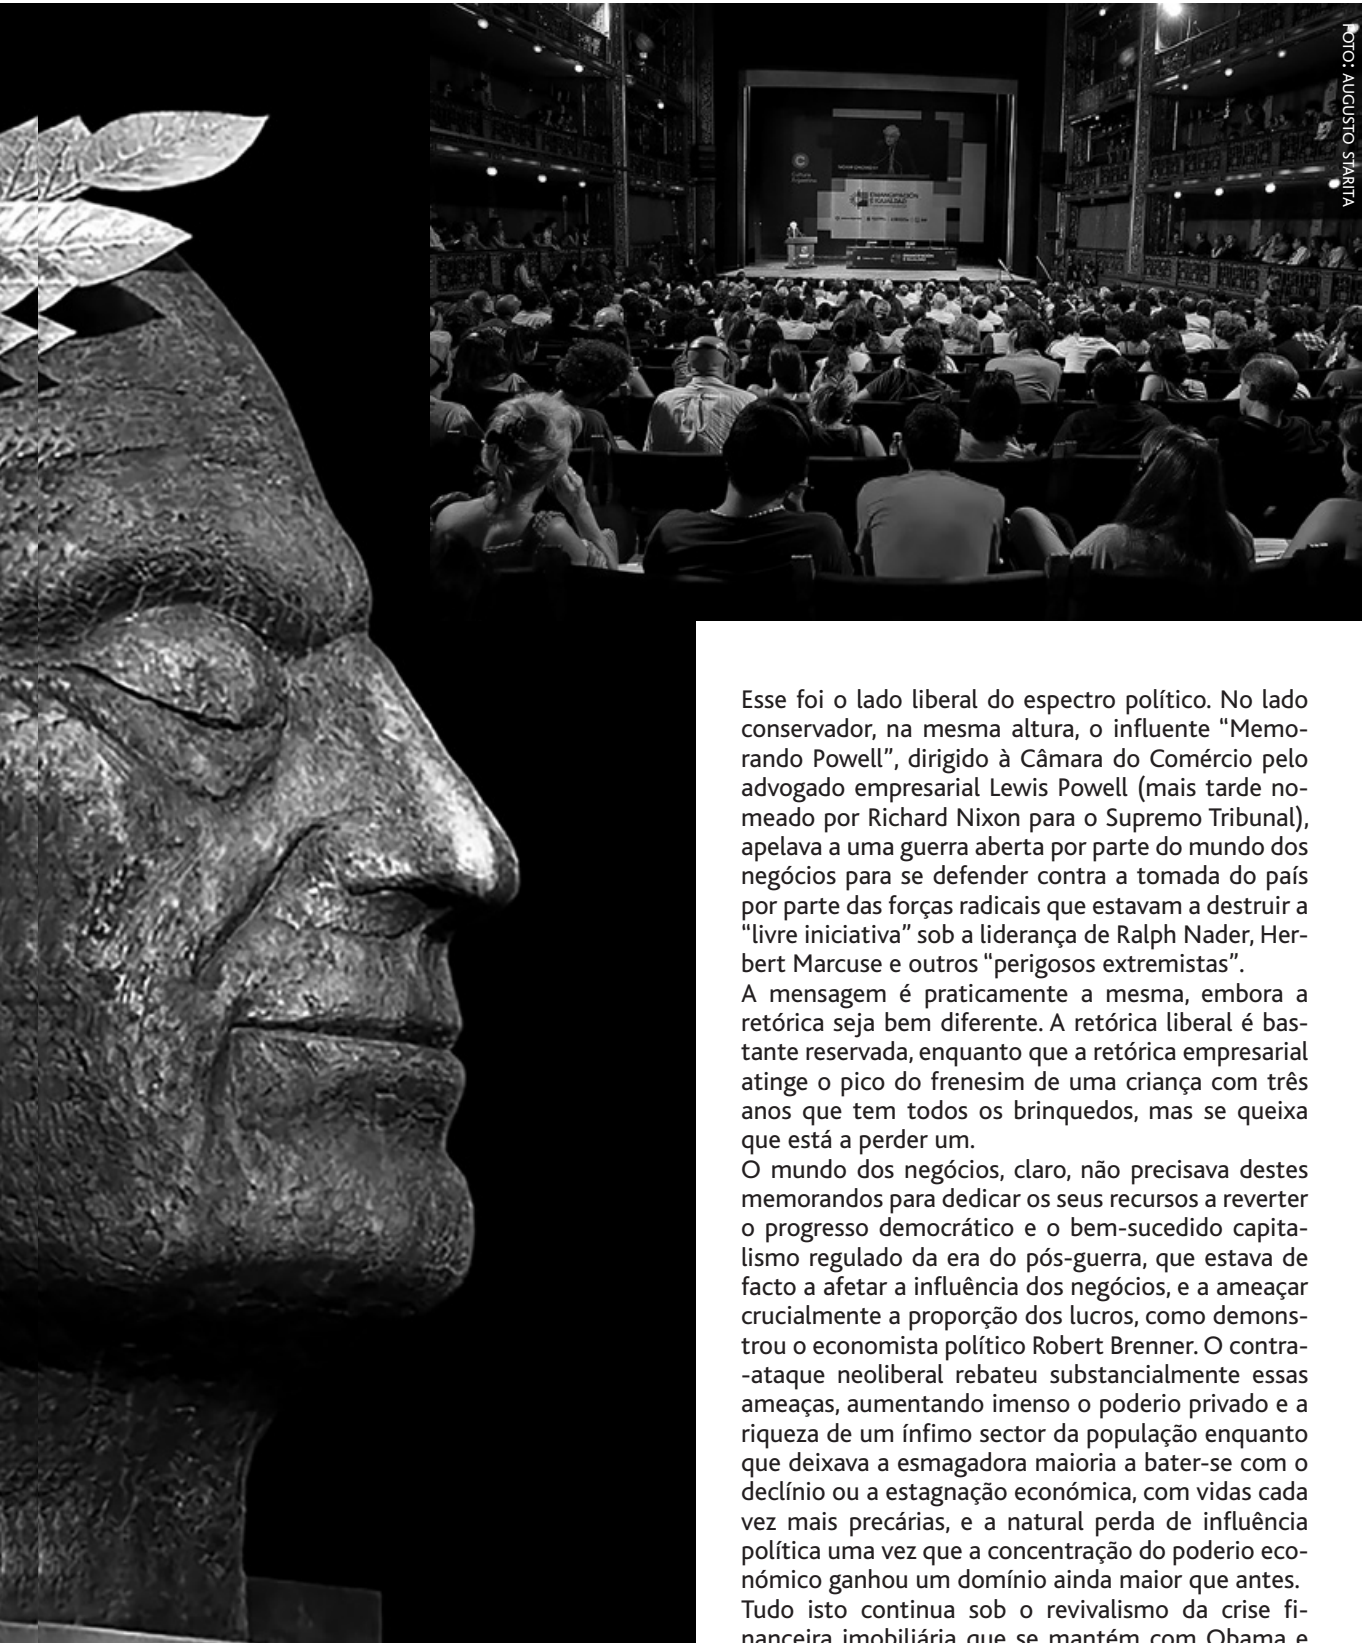 FOTO: AUGUSTO STARITA
EMANCIPACIÓN
E IGUALDAD
Esse foi o lado liberal do espectro político. No lado
conservador, na mesma altura, o influente “Memo-
rando Powell”, dirigido à Câmara do Comércio pelo
advogado empresarial Lewis Powell (mais tarde no-
meado por Richard Nixon para o Supremo Tribunal),
apelava a uma guerra aberta por parte do mundo dos
negócios para se defender contra a tomada do país
por parte das forças radicais que estavam a destruir a
“livre iniciativa” sob a liderança de Ralph Nader, Her-
bert Marcuse e outros “perigosos extremistas”.
A mensagem é praticamente a mesma, embora a
retórica seja bem diferente. A retórica liberal é bas-
tante reservada, enquanto que a retórica empresarial
atinge o pico do frenesim de uma criança com três
anos que tem todos os brinquedos, mas se queixa
que está a perder um.
O mundo dos negócios, claro, não precisava destes
memorandos para dedicar os seus recursos a reverter
o progresso democrático e o bem-sucedido capita-
lismo regulado da era do pós-guerra, que estava de
facto a afetar a influência dos negócios, e a ameaçar
crucialmente a proporção dos lucros, como demons-
trou o economista político Robert Brenner. O contra-
-ataque neoliberal rebateu substancialmente essas
ameaças, aumentando imenso o poderio privado e a
riqueza de um ínfimo sector da população enquanto
que deixava a esmagadora maioria a bater-se com o
declínio ou a estagnação económica, com vidas cada
vez mais precárias, e a natural perda de influência
política uma vez que a concentração do poderio eco-
nómico ganhou um domínio ainda maior que antes.
Tudo isto continua sob o revivalismo da crise fi-
nanceira imobiliária que se mantém com Obama e